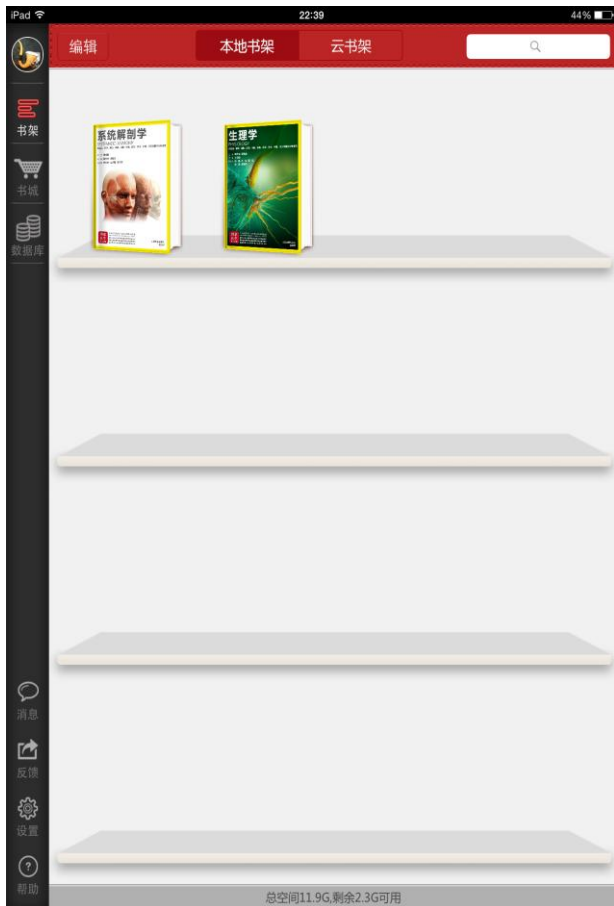 iPad
22:39
44%
编辑
本地书架
云书架
书架
书城
数据库
系统解剖学
生理学
消息
反馈
设置
帮助
总空间11.9G,剩余2.3G可用